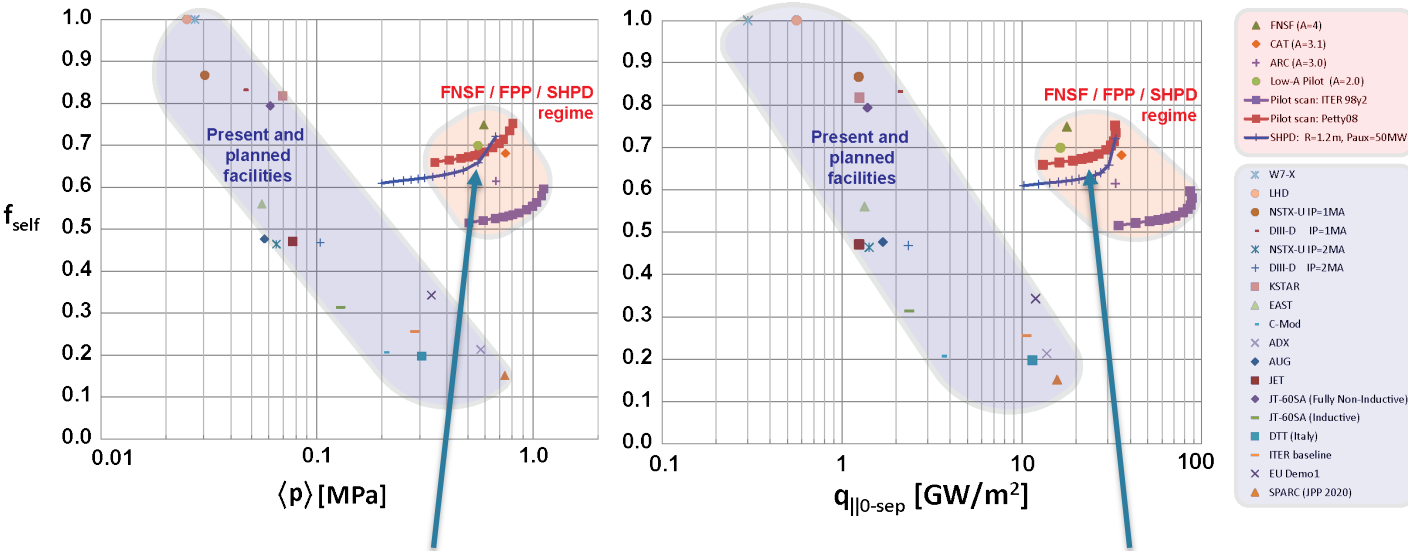 1.0
0.9
0.8
0.7
0.6
0.5
0.4
0.3
0.2
0.1
0.0
f self
0.01
0.1
1.0
⟨p⟩ [MPa]
Present and
planned
facilities
FNSF / FPP / SHPD
regime
1.0
0.9
0.8
0.7
0.6
0.5
0.4
0.3
0.2
0.1
0.0
0.1
1
10
100
q||0-sep [GW/m²]
Present and
planned
facilities
FNSF / FPP / SHPD
regime
FNSF (A=4)
CAT (A=3.1)
ARC (A=3.0)
Low-A Pilot (A=2.0)
Pilot scan: ITER 98y2
Pilot scan: Petty08
SHPD: R=1.2m, Paux=50MW
W7-X
LHD
NSTX-U IP=1MA
DIII-D IP=1MA
NSTX-U IP=2MA
DIII-D IP=2MA
KSTAR
EAST
C-Mod
ADX
AUG
JET
JT-60SA (Fully Non-Inductive)
JT-60SA (Inductive)
DTT (Italy)
ITER baseline
EU Demo1
SPARC (JPP 2020)